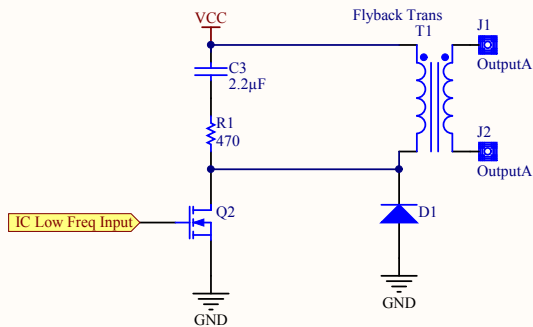 VCC
Flyback Trans
T1
J1
OutputA
C3
2.2µF
R1
470
J2
OutputA
IC Low Freq Input
Q2
D1
GND
GND